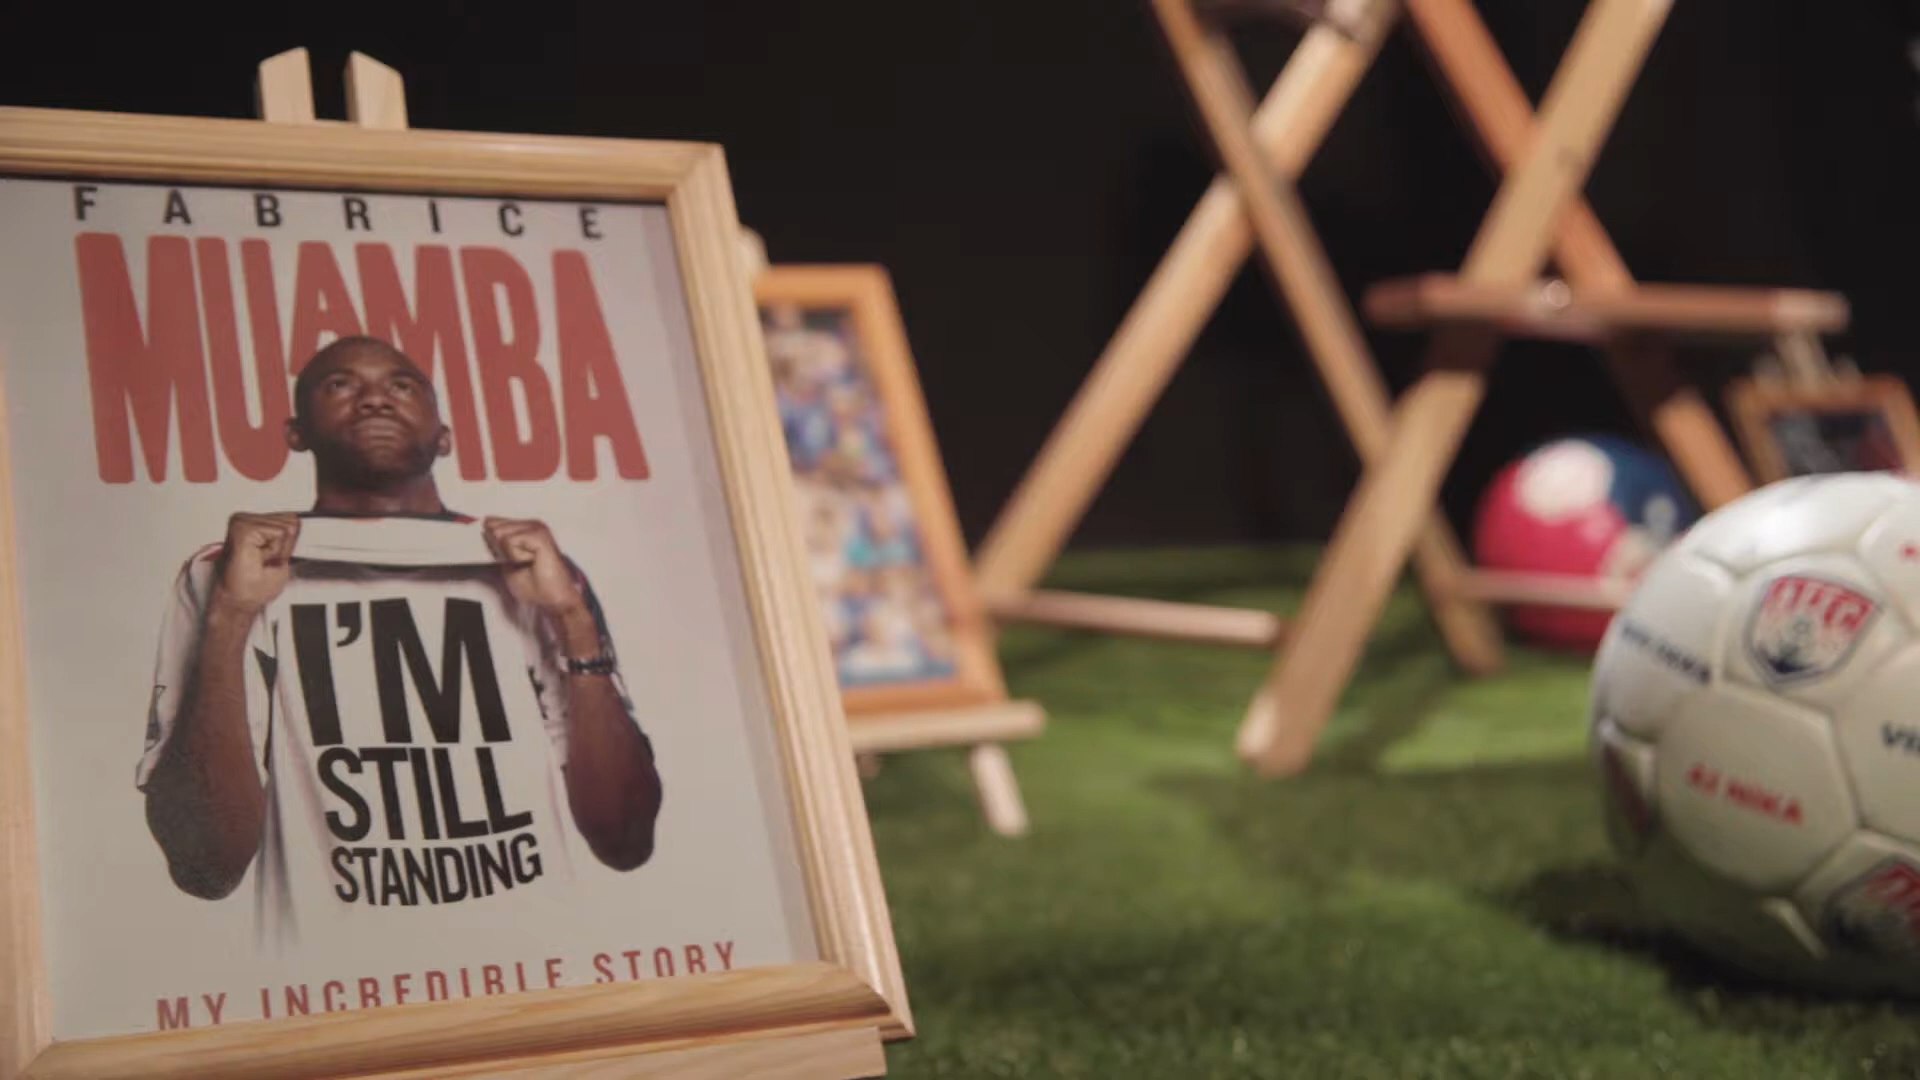 FABRICE
MUAMBA
I'M
STILL
STANDING
MY INCREDIBLE STORY